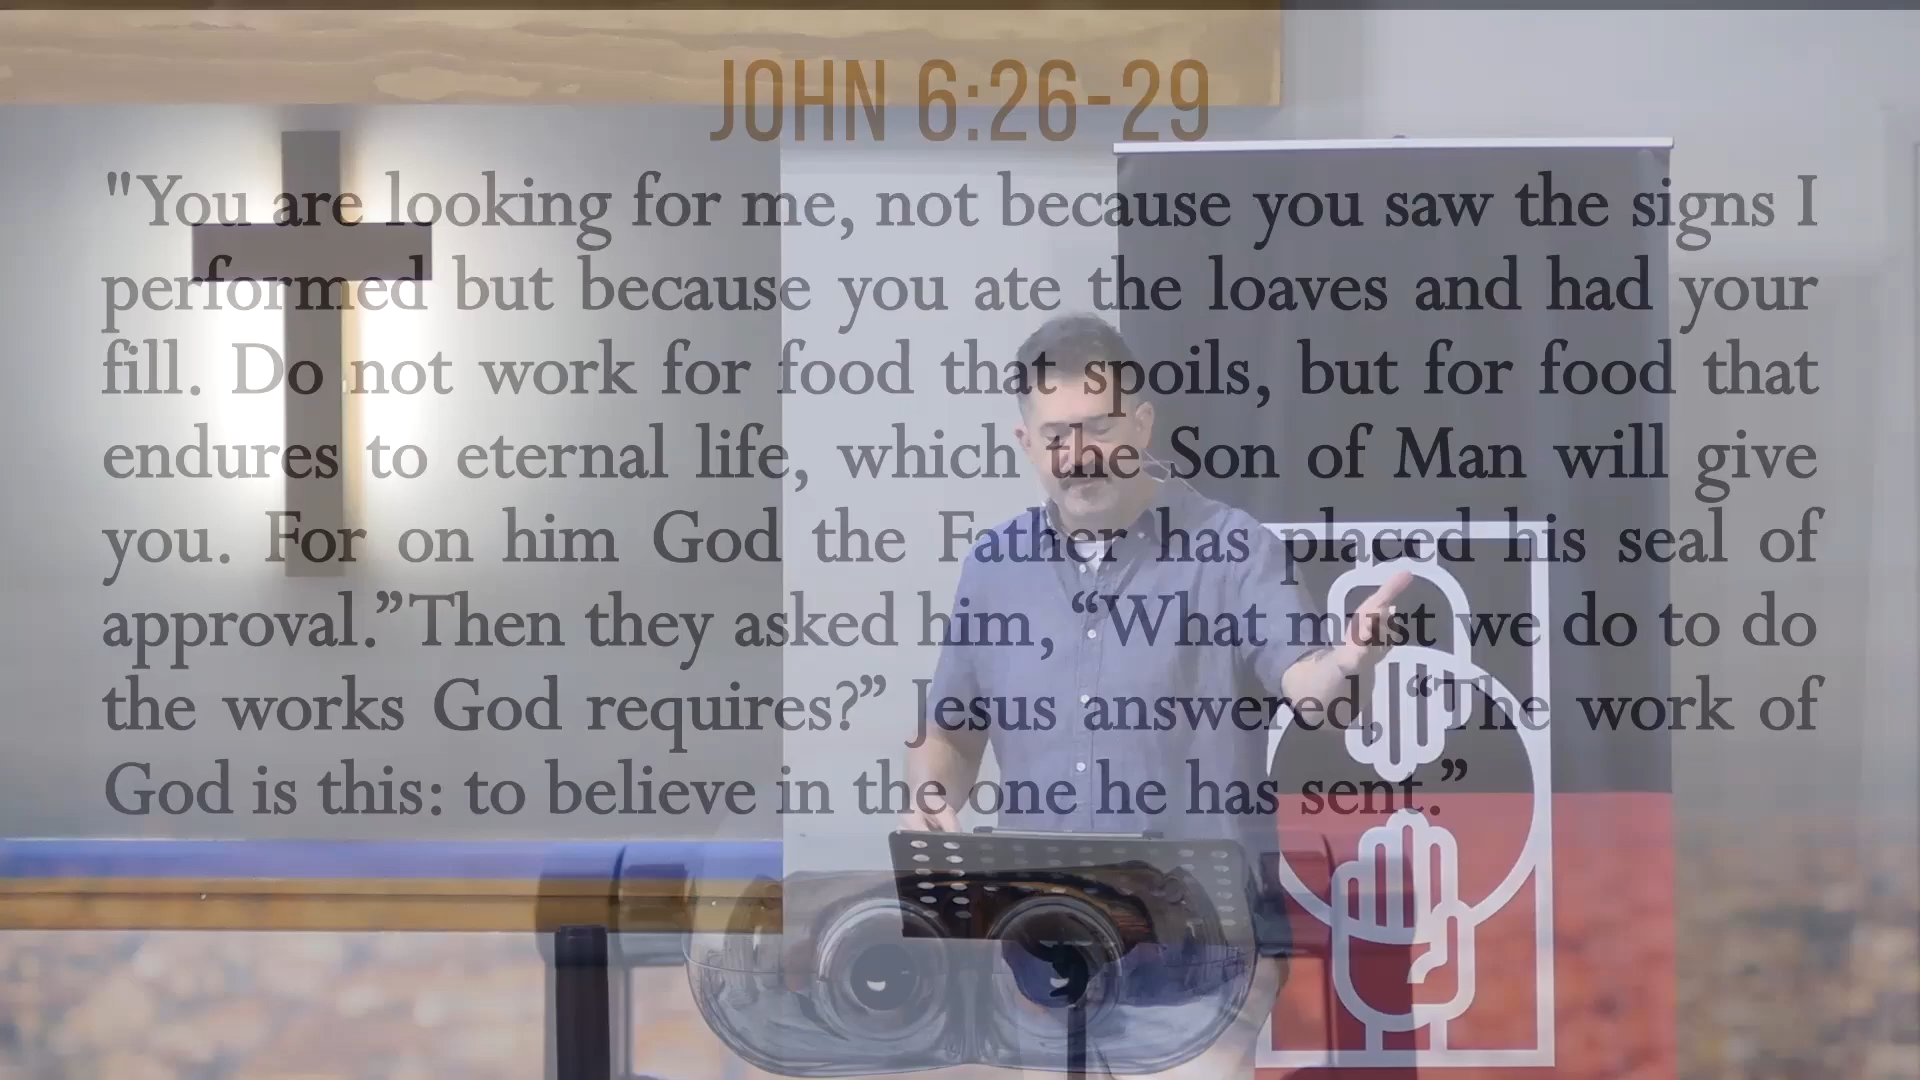 JOHN 6:26-29
"You are looking for me, not because you saw the signs I
performed but because you ate the loaves and had your
fill. Do not work for food that spoils, but for food that
endures to eternal life, which the Son of Man will give
you. For on him God the Father has placed his seal of
approval.”Then they asked him, “What must we do to do
the works God requires?” Jesus answered, “The work of
God is this: to believe in the one he has sent.”